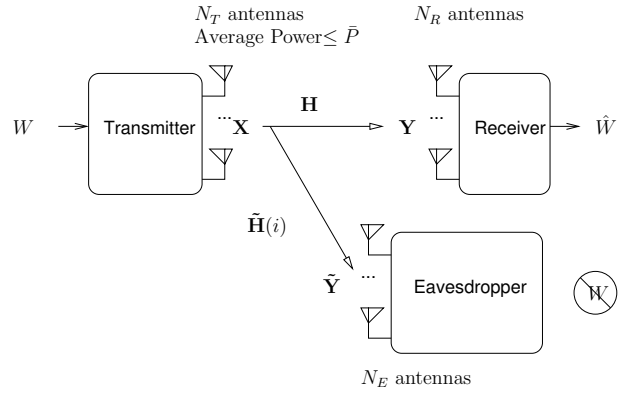 N_T antennas
Average Power≤ P̄
N_R antennas
W
Transmitter
... X
H
Y ...
Receiver
Ŵ
H̃(i)
Ỹ ...
Eavesdropper
W
N_E antennas